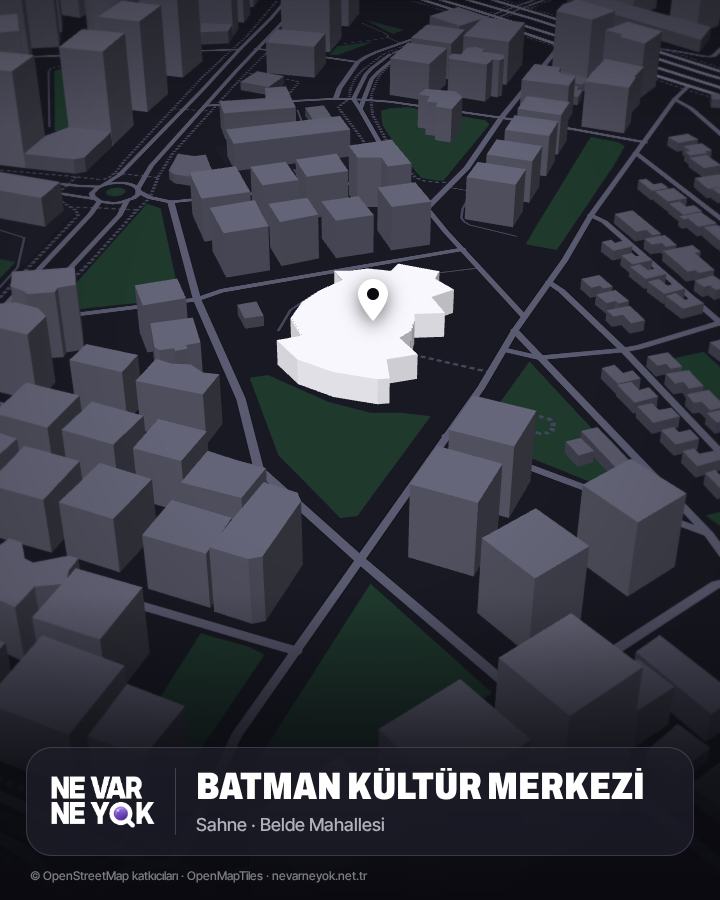 NE VAR
NE YOK
BATMAN KÜLTÜR MERKEZİ
Sahne · Belde Mahallesi
© OpenStreetMap katkıcıları · OpenMapTiles · nevarneyok.net.tr